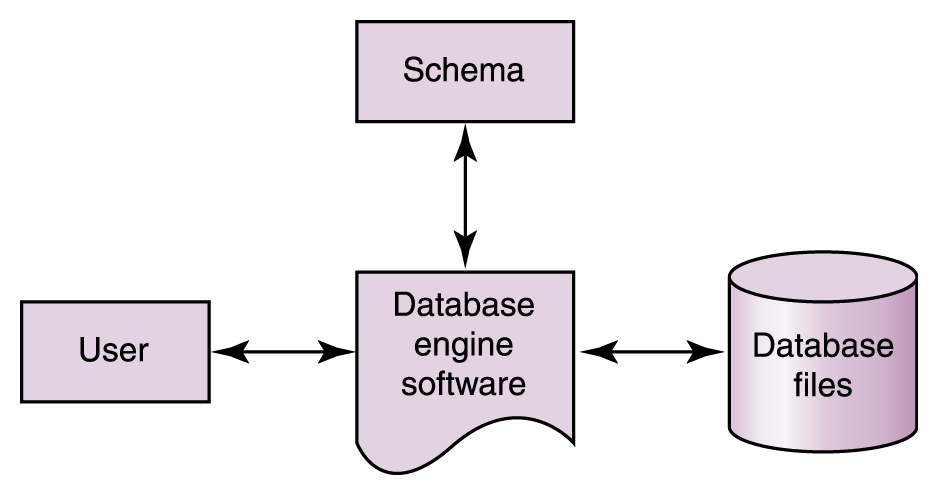 Schema
User
Database
engine
software
Database
files